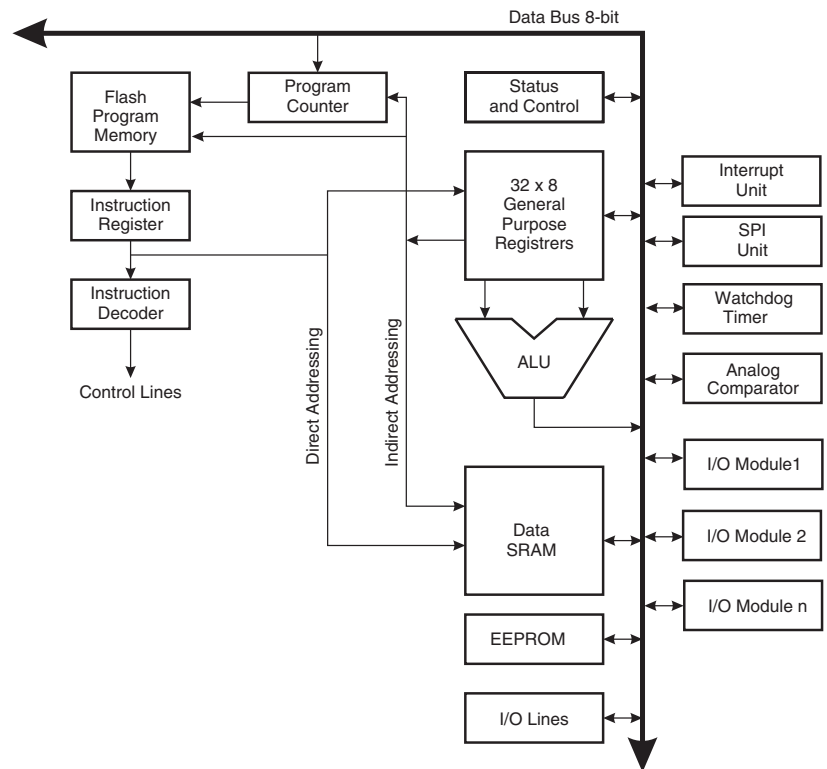 Data Bus 8-bit
Flash
Program
Memory
Program
Counter
Status
and Control
Instruction
Register
32 x 8
General
Purpose
Registrers
Interrupt
Unit
SPI
Unit
Instruction
Decoder
Watchdog
Timer
Control Lines
Direct Addressing
Indirect Addressing
ALU
Analog
Comparator
I/O Module1
Data
SRAM
I/O Module 2
I/O Module n
EEPROM
I/O Lines